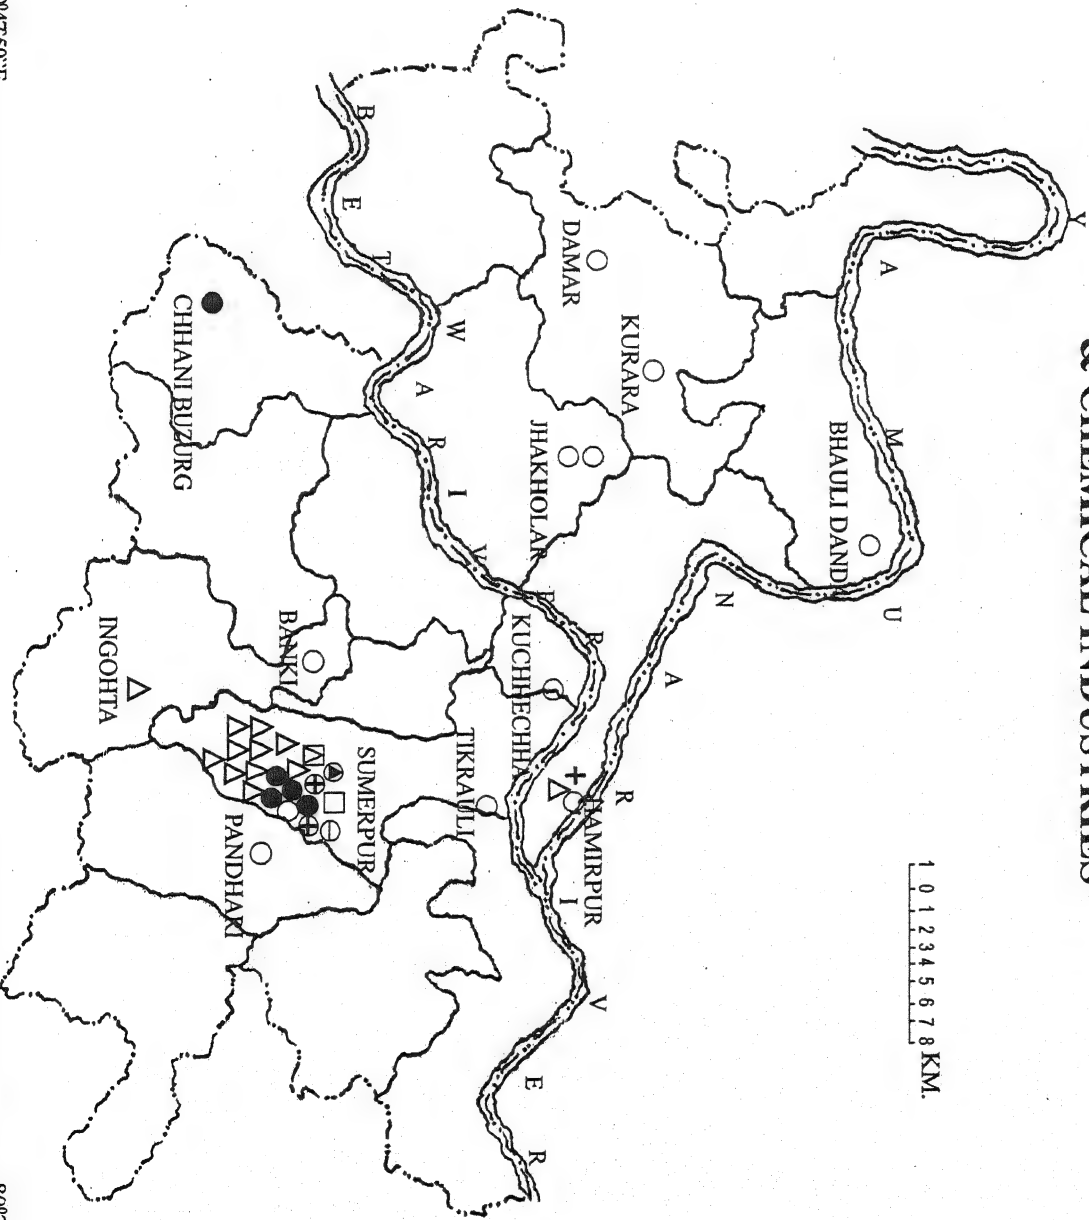 & CHEMICAL INDUSTRIES
1 0 1 2 3 4 5 6 7 8 KM.
YAMUNA RIVER
BETWA RIVER
BHAULI DANDA
KURARA
DAMAR
JHAKHOLAR
HAMIRPUR
KUCHHECHHA
TIKRAULI
SUMERPUR
BANKI
PANDHARI
CHHANI BUZURG
INGOHTA